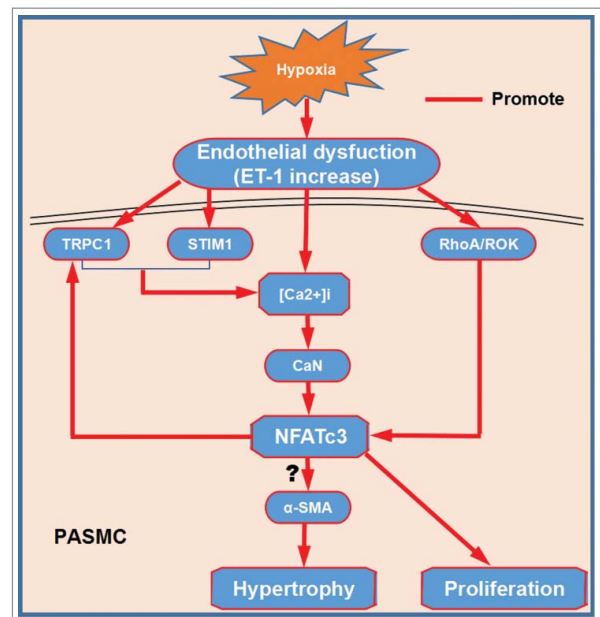 Hypoxia
Promote
Endothelial dysfuction
(ET-1 increase)
TRPC1
STIM1
RhoA/ROK
[Ca2+]i
CaN
NFATc3
?
α-SMA
PASMC
Hypertrophy
Proliferation